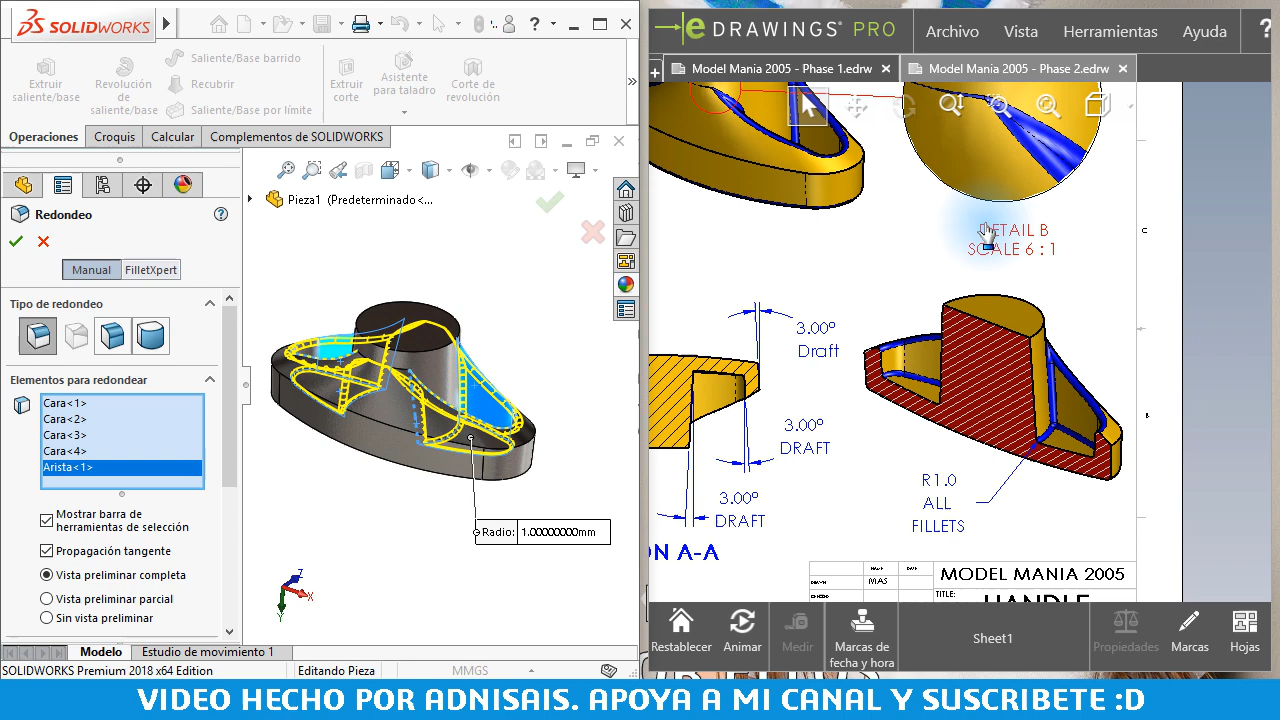 SOLIDWORKS
Extruir saliente/base
Revolución de saliente/base
Saliente/Base barrido
Recubrir
Saliente/Base por límite
Extruir corte
Asistente para taladro
Corte de revolución
Operaciones
Croquis
Calcular
Complementos de SOLIDWORKS
Pieza1 (Predeterminado<...
Redondeo
Manual
FilletXpert
Tipo de redondeo
Elementos para redondear
Cara<1>
Cara<2>
Cara<3>
Cara<4>
Arista<1>
Mostrar barra de
herramientas de selección
Propagación tangente
Vista preliminar completa
Vista preliminar parcial
Sin vista preliminar
Radio: 1.00000000mm
Z
X
Y
Modelo
Estudio de movimiento 1
SOLIDWORKS Premium 2018 x64 Edition
Editando Pieza
MMGS
eDRAWINGS® PRO
Archivo
Vista
Herramientas
Ayuda
?
Model Mania 2005 - Phase 1.edrw
Model Mania 2005 - Phase 2.edrw
DETAIL B
SCALE 6 : 1
C
3.00°
Draft
3.00°
DRAFT
3.00°
DRAFT
B
R1.0
ALL
FILLETS
ON A-A
NAME
DATE
DRAWN
MAS
MODEL MANIA 2005
TITLE:
HANDLE
Restablecer
Animar
Medir
Marcas de
fecha y hora
Sheet1
Propiedades
Marcas
Hojas
VIDEO HECHO POR ADNISAIS. APOYA A MI CANAL Y SUSCRIBETE :D